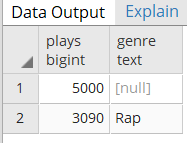 Data Output Explain
plays genre
bigint text
1 5000 [null]
2 3090 Rap